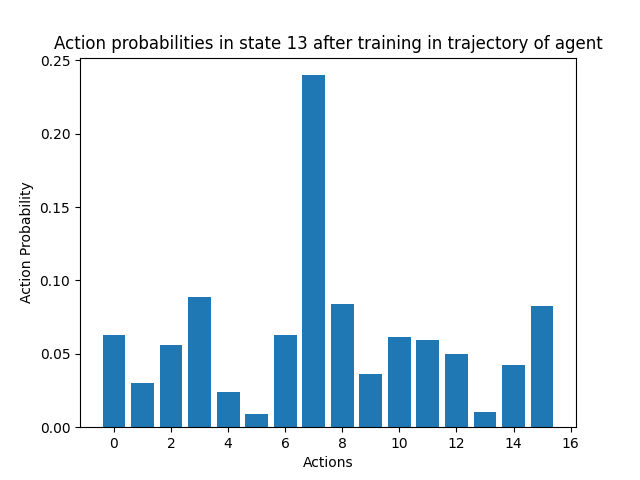 Action probabilities in state 13 after training in trajectory of agent
0.25
0.20
0.15
0.10
0.05
0.00
Action Probability
0 2 4 6 8 10 12 14 16
Actions